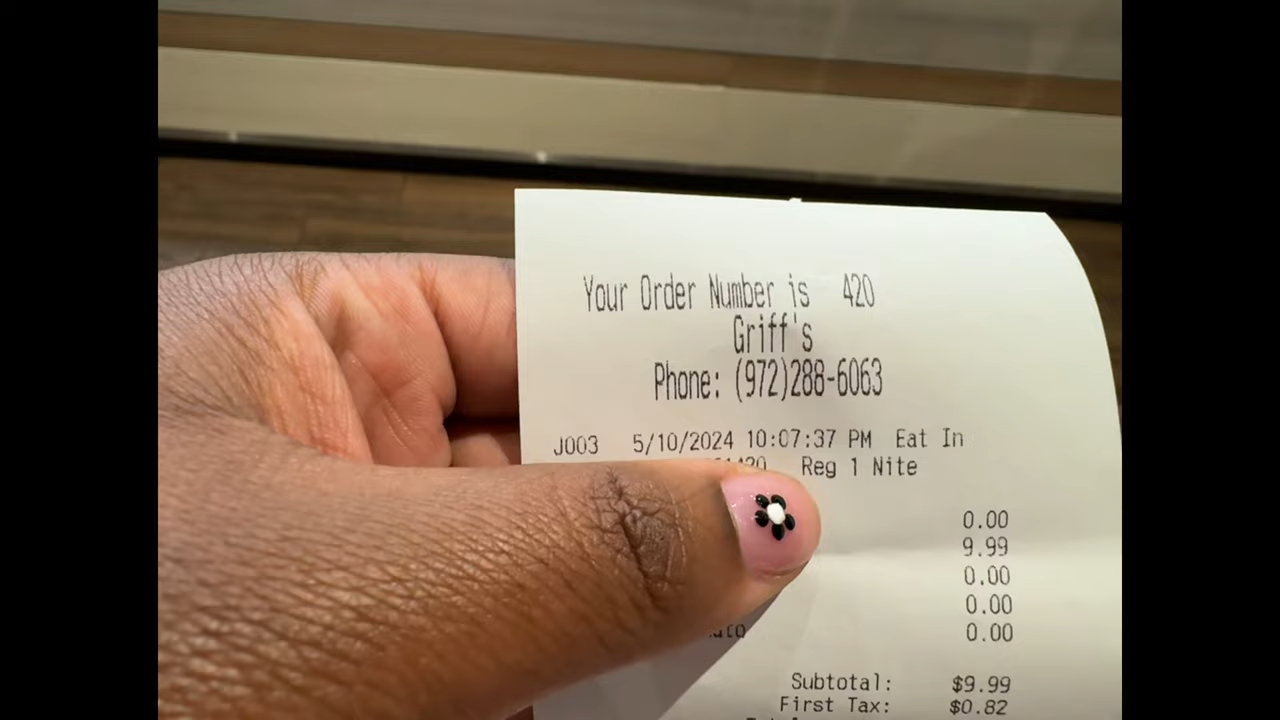 Your Order Number is 420
Griff's
Phone: (972)288-6063
J003 5/10/2024 10:07:37 PM Eat In
Reg 1 Nite
0.00
9.99
0.00
0.00
0.00
Subtotal: $9.99
First Tax: $0.82